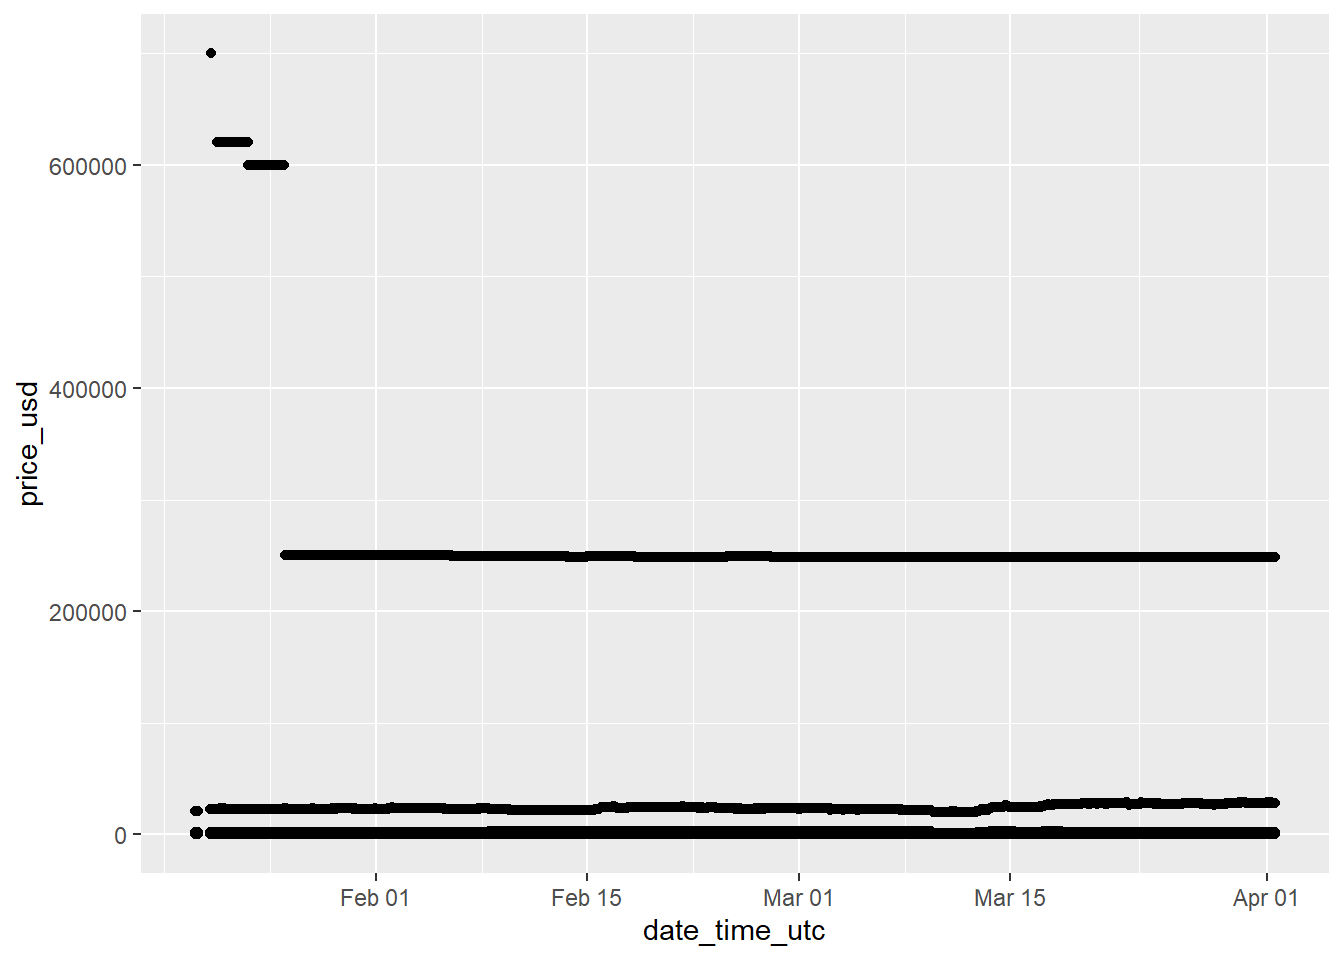 600000
400000
200000
0
price_usd
Feb 01 Feb 15 Mar 01 Mar 15 Apr 01
date_time_utc